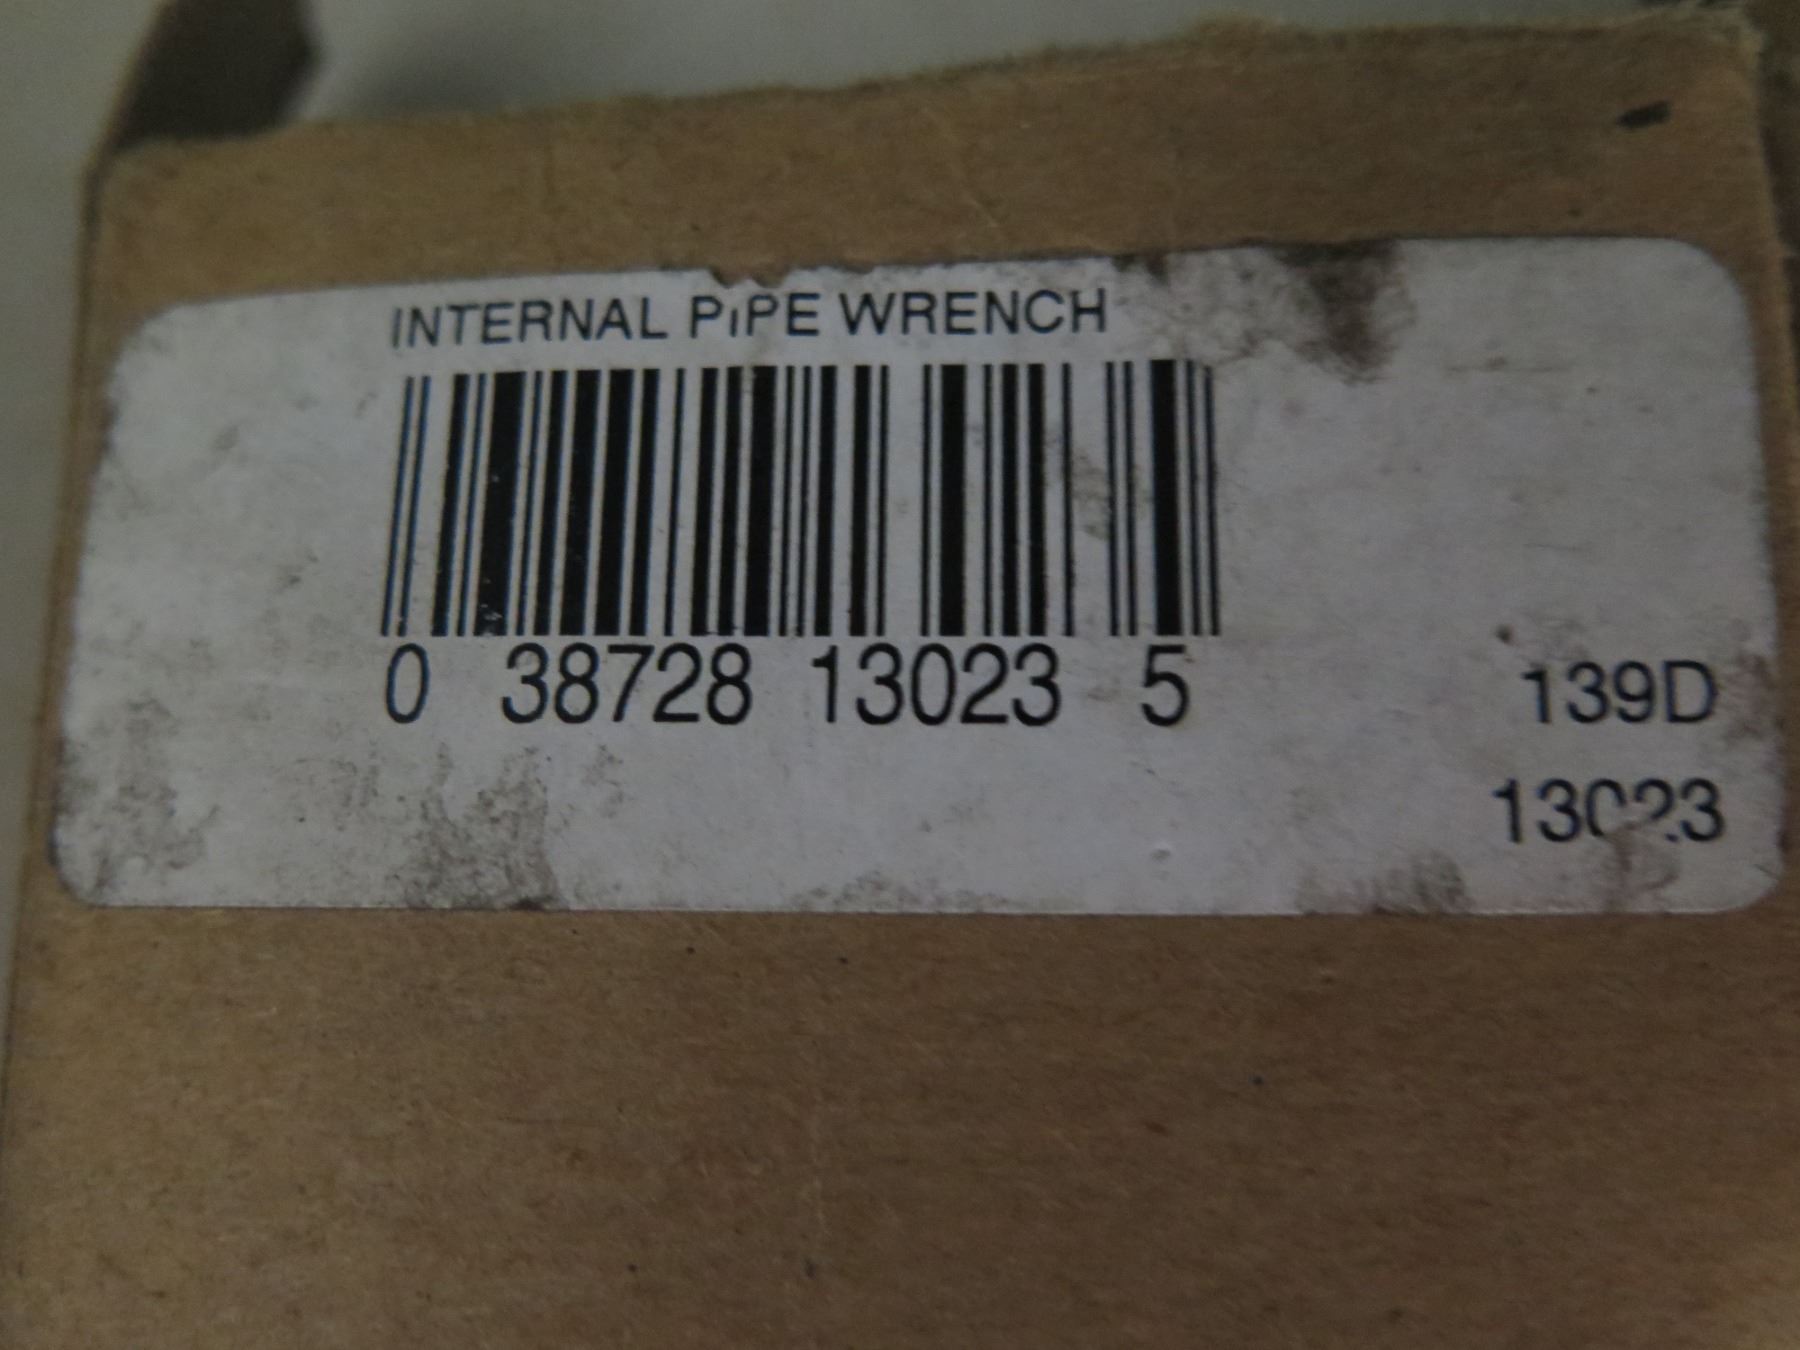 INTERNAL PIPE WRENCH
0 38728 13023 5
139D
13023